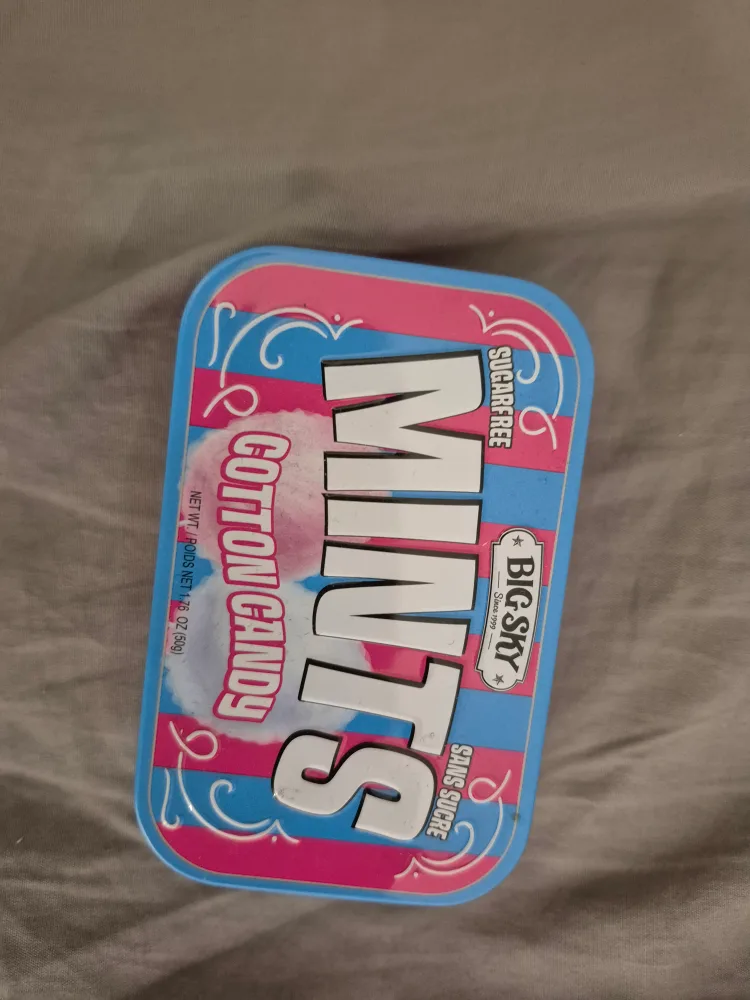 BIG SKY
Since 1999
SUGARFREE
SANS SUCRE
MINTS
COTTON CANDY
NET WT. / POIDS NET 1.76 OZ (50g)